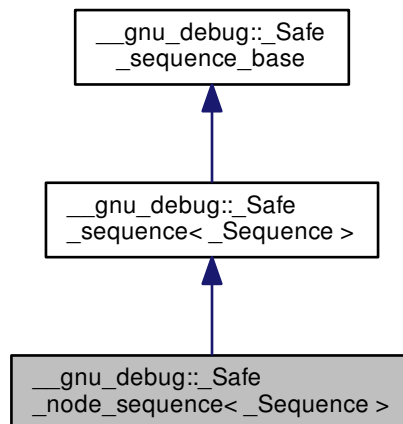 __gnu_debug::_Safe
_sequence_base
__gnu_debug::_Safe
_sequence< _Sequence >
__gnu_debug::_Safe
_node_sequence< _Sequence >